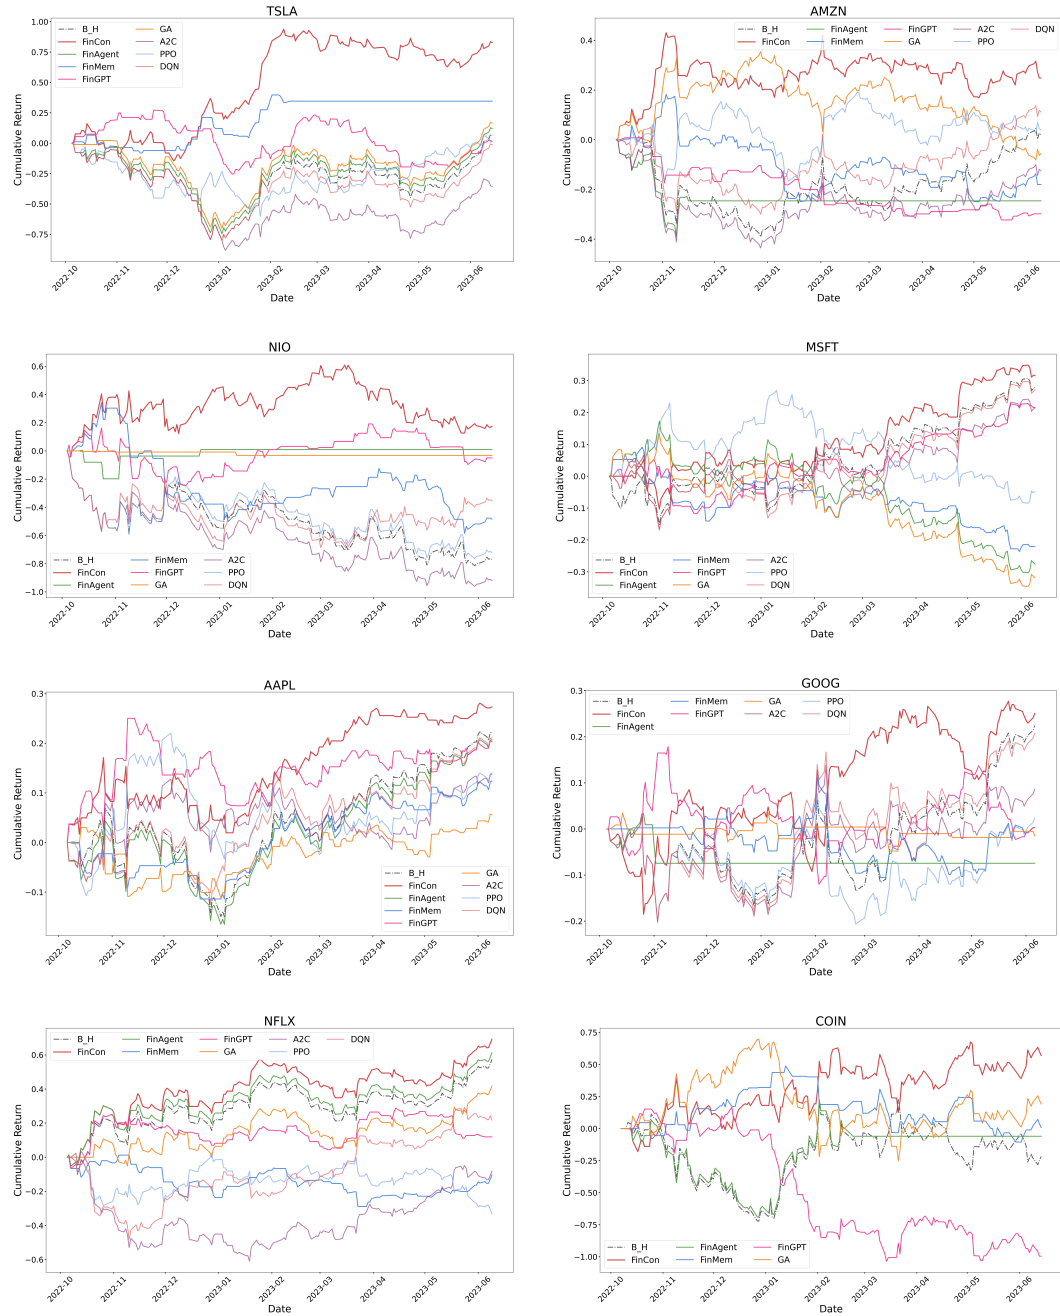 TSLA
B_H GA
FinCon A2C
FinAgent PPO
FinMem DQN
FinGPT
Cumulative Return
1.00
0.75
0.50
0.25
0.00
−0.25
−0.50
−0.75
2022-10 2022-11 2022-12 2023-01 2023-02 2023-03 2023-04 2023-05 2023-06
Date
AMZN
B_H FinAgent FinGPT A2C DQN
FinCon FinMem GA PPO
Cumulative Return
0.4
0.2
0.0
−0.2
−0.4
2022-10 2022-11 2022-12 2023-01 2023-02 2023-03 2023-04 2023-05 2023-06
Date
NIO
Cumulative Return
0.6
0.4
0.2
0.0
−0.2
−0.4
−0.6
−0.8
−1.0
B_H FinMem A2C
FinCon FinGPT PPO
FinAgent GA DQN
2022-10 2022-11 2022-12 2023-01 2023-02 2023-03 2023-04 2023-05 2023-06
Date
MSFT
Cumulative Return
0.3
0.2
0.1
0.0
−0.1
−0.2
−0.3
B_H FinMem A2C
FinCon FinGPT PPO
FinAgent GA DQN
2022-10 2022-11 2022-12 2023-01 2023-02 2023-03 2023-04 2023-05 2023-06
Date
AAPL
Cumulative Return
0.3
0.2
0.1
0.0
−0.1
B_H GA
FinCon A2C
FinAgent PPO
FinMem DQN
FinGPT
2022-10 2022-11 2022-12 2023-01 2023-02 2023-03 2023-04 2023-05 2023-06
Date
GOOG
B_H FinMem GA PPO
FinCon FinGPT A2C DQN
FinAgent
Cumulative Return
0.3
0.2
0.1
0.0
−0.1
−0.2
2022-10 2022-11 2022-12 2023-01 2023-02 2023-03 2023-04 2023-05 2023-06
Date
NFLX
B_H FinAgent FinGPT A2C DQN
FinCon FinMem GA PPO
Cumulative Return
0.6
0.4
0.2
0.0
−0.2
−0.4
−0.6
2022-10 2022-11 2022-12 2023-01 2023-02 2023-03 2023-04 2023-05 2023-06
Date
COIN
Cumulative Return
0.75
0.50
0.25
0.00
−0.25
−0.50
−0.75
−1.00
B_H FinAgent FinGPT
FinCon FinMem GA
2022-10 2022-11 2022-12 2023-01 2023-02 2023-03 2023-04 2023-05 2023-06
Date